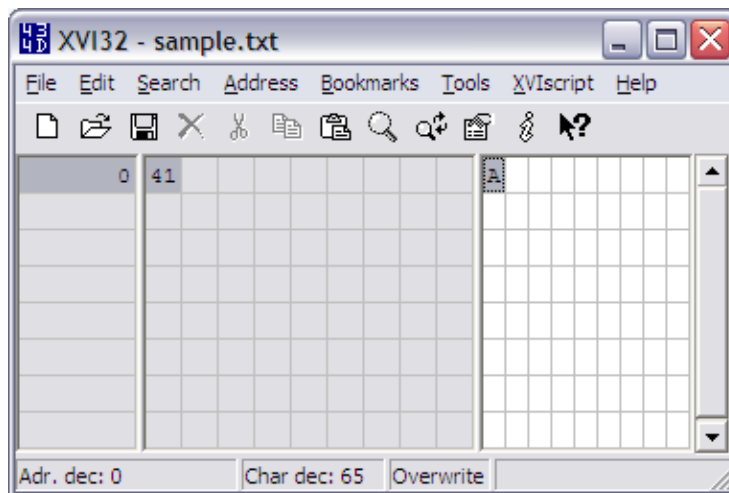 XVI32 - sample.txt
File Edit Search Address Bookmarks Tools XVIscript Help
0 41 A
Adr. dec: 0 Char dec: 65 Overwrite